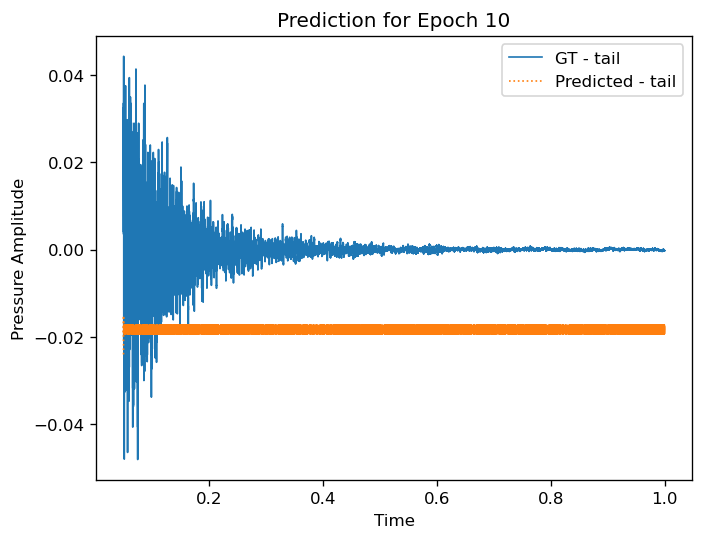 Prediction for Epoch 10
GT - tail
Predicted - tail
Pressure Amplitude
0.04
0.02
0.00
−0.02
−0.04
0.2
0.4
0.6
0.8
1.0
Time